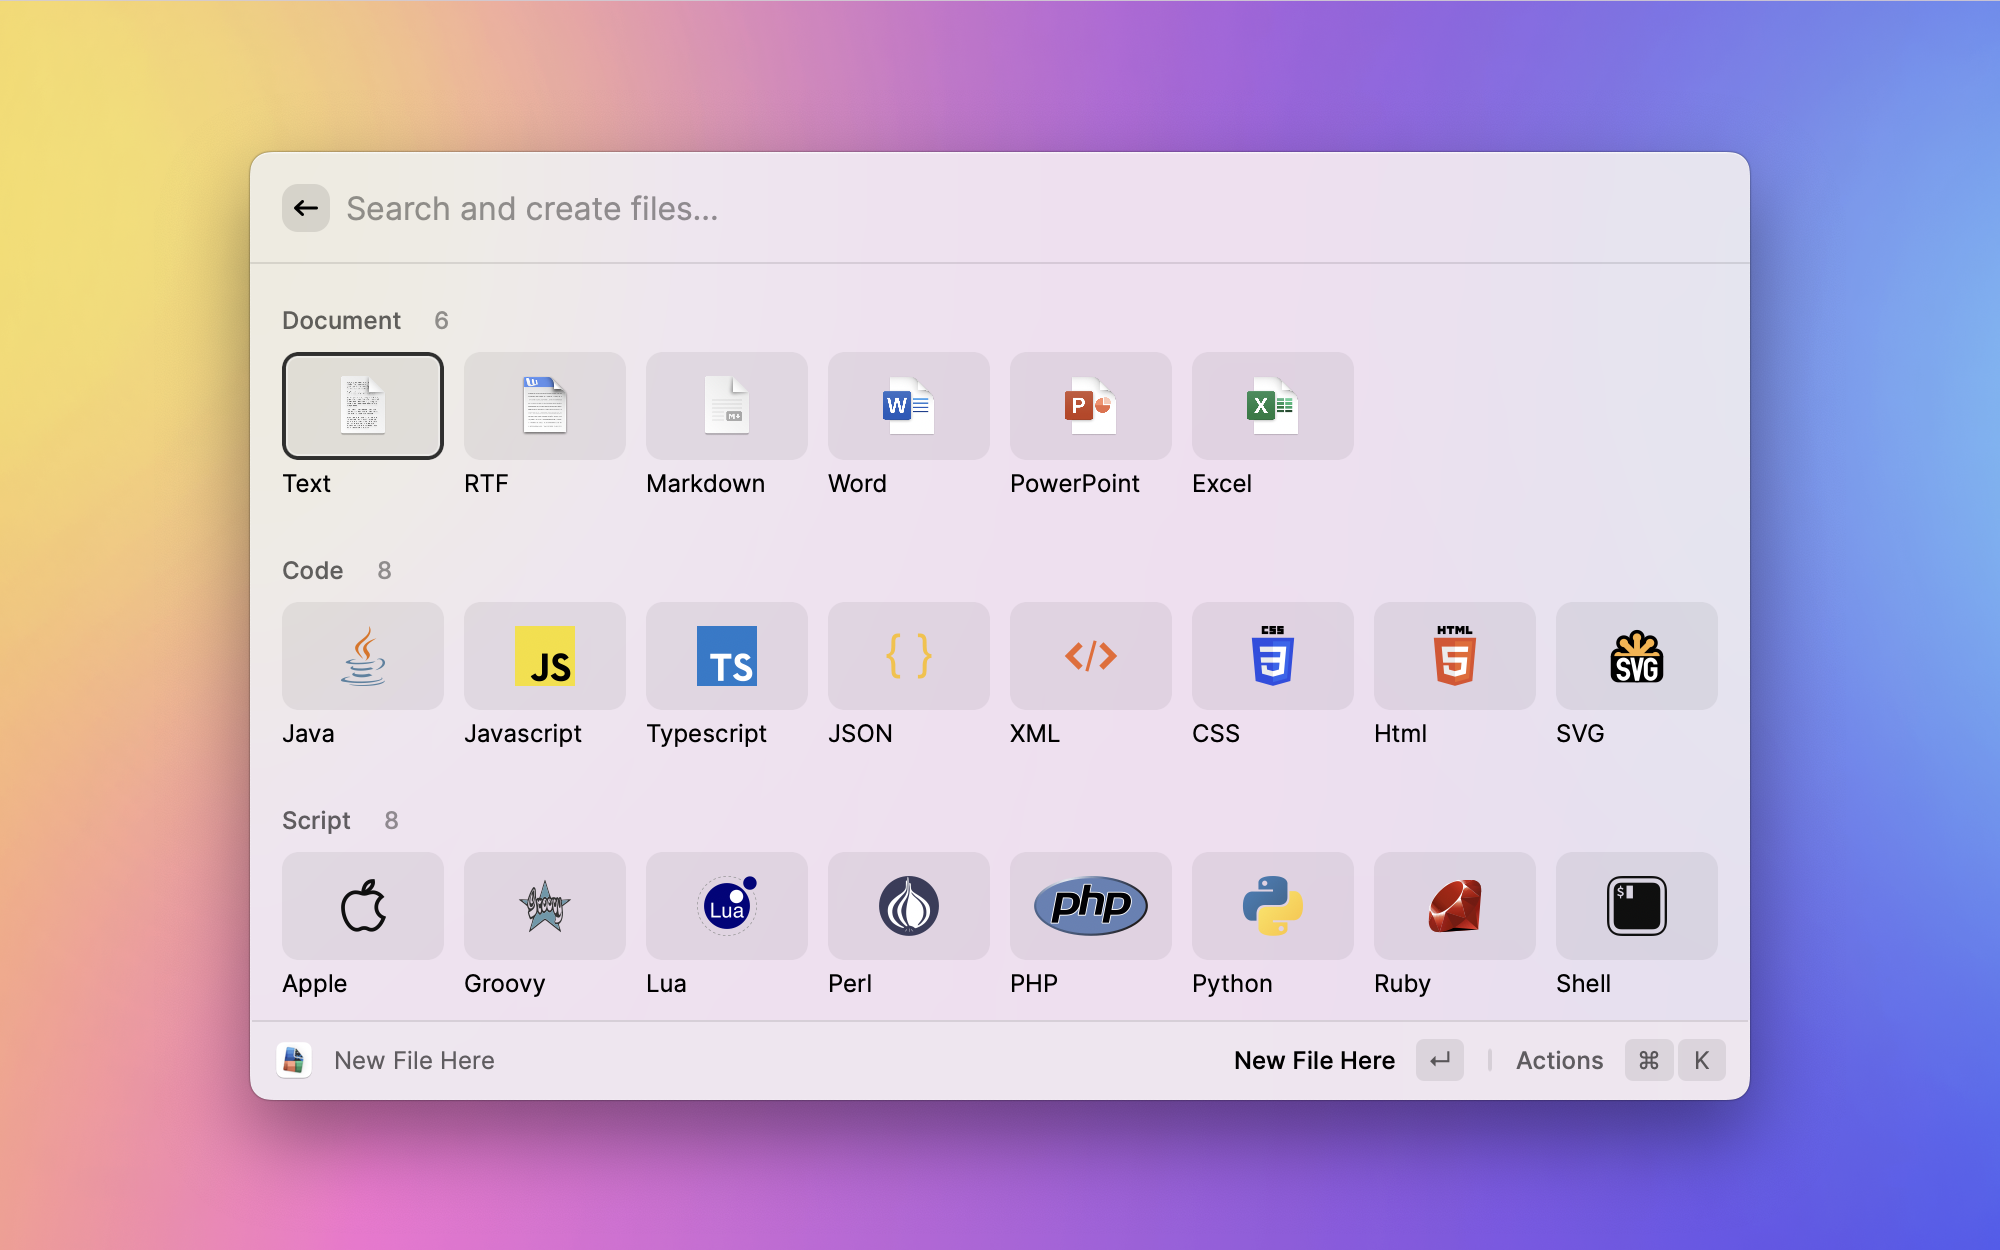 Search and create files...
Document 6
W P X
M+
Text RTF Markdown Word PowerPoint Excel
Code 8
JS TS { } </> CSS 3 HTML 5 SVG
Java Javascript Typescript JSON XML CSS Html SVG
Script 8
Groovy Lua php $
Apple Groovy Lua Perl PHP Python Ruby Shell
New File Here New File Here ↵ Actions ⌘ K